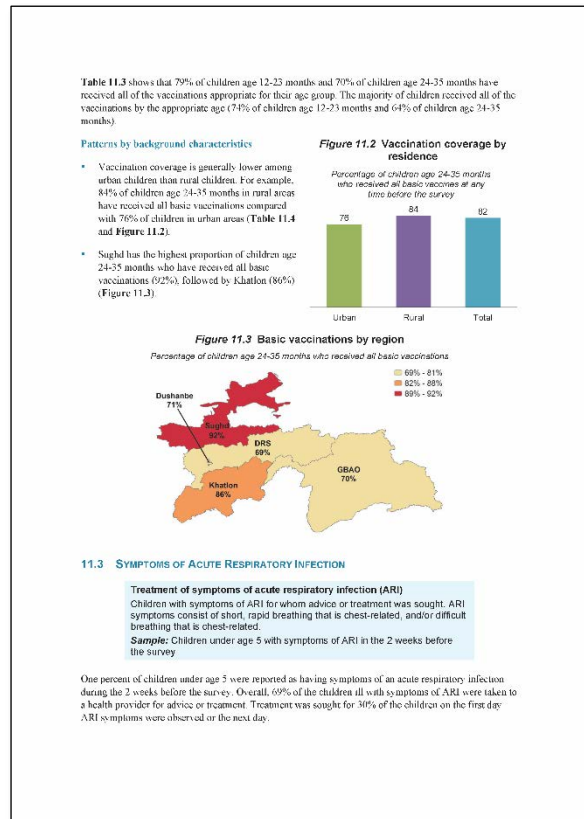 Table 11.3 shows that 79% of children age 12-23 months and 70% of children age 24-35 months have
received all of the vaccinations appropriate for their age group. The majority of children received all of the
vaccinations by the appropriate age (74% of children age 12-23 months and 64% of children age 24-35
months).
Patterns by background characteristics
▪ Vaccination coverage is generally lower among
urban children than rural children. For example,
84% of children age 24-35 months in rural areas
have received all basic vaccinations compared
with 76% of children in urban areas (Table 11.4
and Figure 11.2).
▪ Sughd has the highest proportion of children age
24-35 months who have received all basic
vaccinations (92%), followed by Khatlon (86%)
(Figure 11.3).
Figure 11.2 Vaccination coverage by
residence
Percentage of children age 24-35 months
who received all basic vaccines at any
time before the survey
76
84
82
Urban
Rural
Total
Figure 11.3 Basic vaccinations by region
Percentage of children age 24-35 months who received all basic vaccinations
69% - 81%
82% - 88%
89% - 92%
Dushanbe
71%
Sughd
92%
DRS
69%
Khatlon
86%
GBAO
70%
11.3 SYMPTOMS OF ACUTE RESPIRATORY INFECTION
Treatment of symptoms of acute respiratory infection (ARI)
Children with symptoms of ARI for whom advice or treatment was sought. ARI
symptoms consist of short, rapid breathing that is chest-related, and/or difficult
breathing that is chest-related.
Sample: Children under age 5 with symptoms of ARI in the 2 weeks before
the survey
One percent of children under age 5 were reported as having symptoms of an acute respiratory infection
during the 2 weeks before the survey. Overall, 69% of the children ill with symptoms of ARI were taken to
a health provider for advice or treatment. Treatment was sought for 30% of the children on the first day
ARI symptoms were observed or the next day.